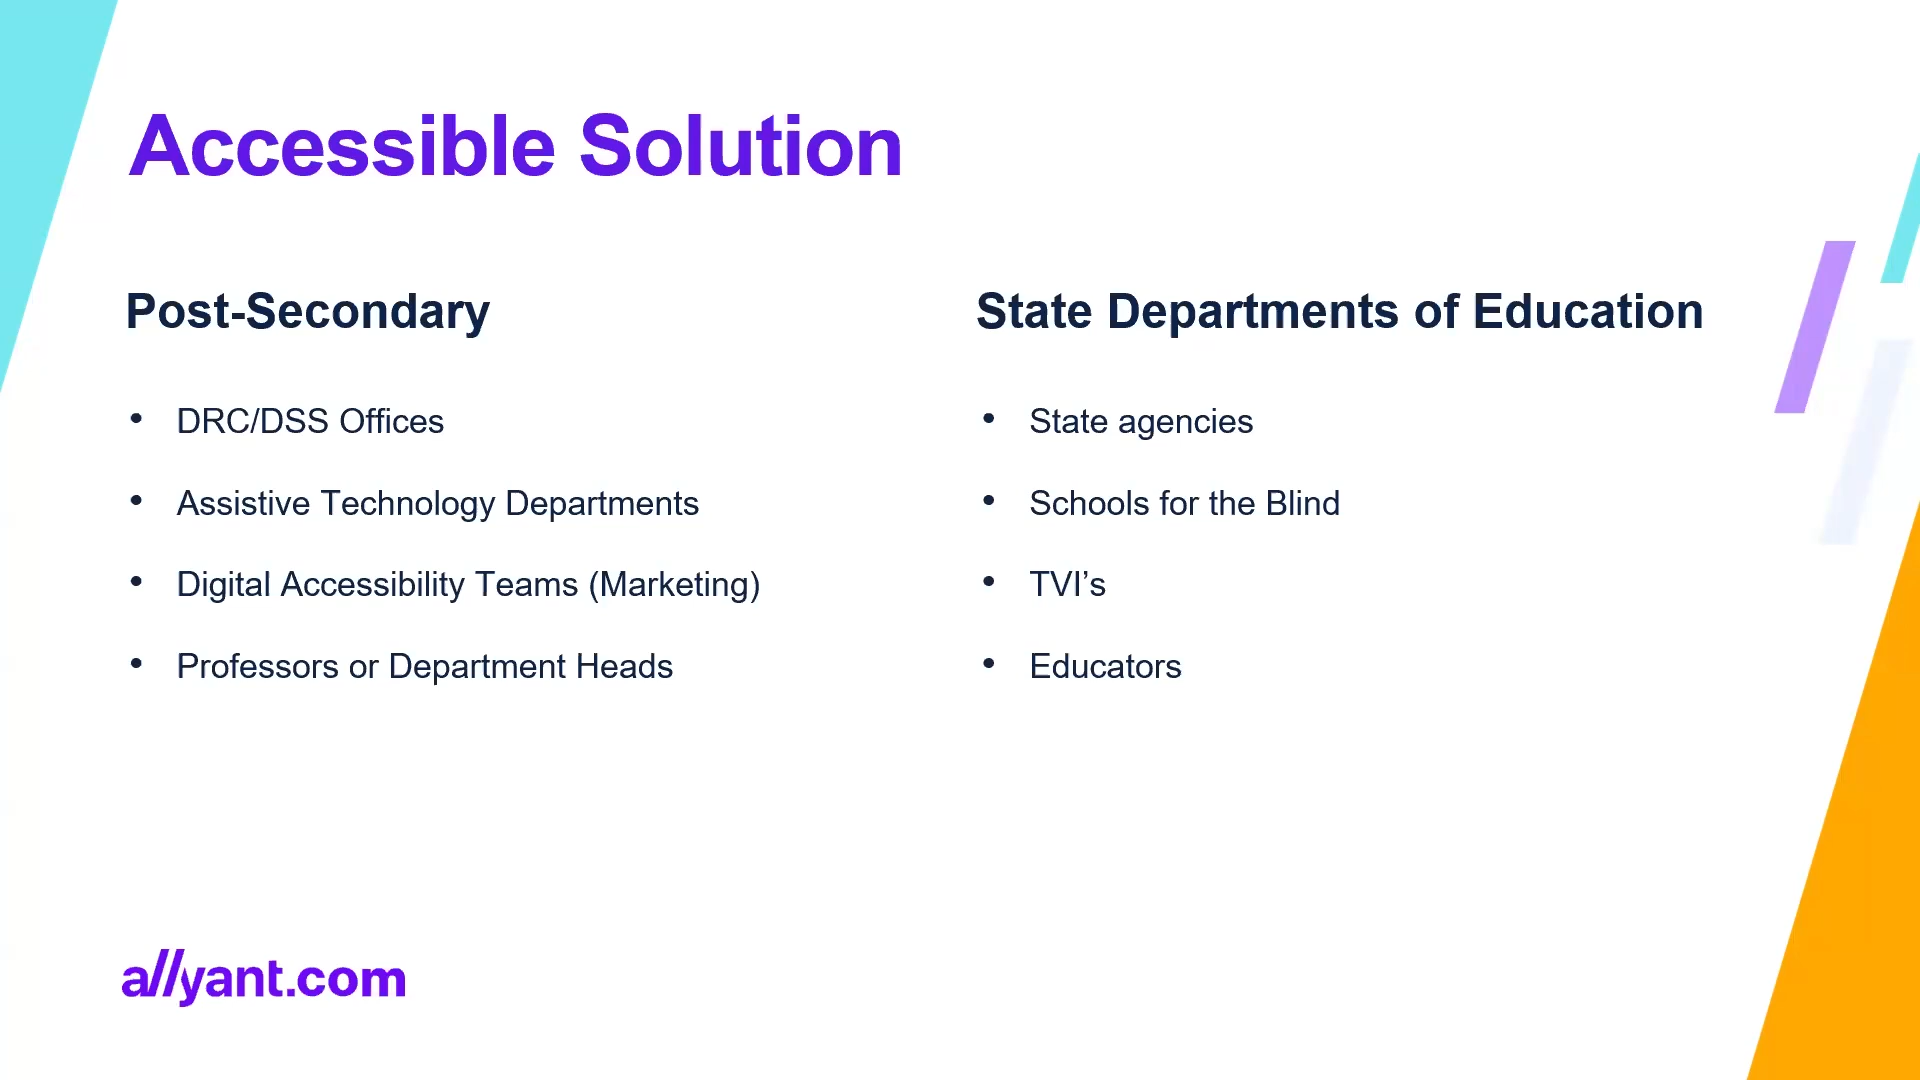 Accessible Solution
Post-Secondary
• DRC/DSS Offices
• Assistive Technology Departments
• Digital Accessibility Teams (Marketing)
• Professors or Department Heads
State Departments of Education
• State agencies
• Schools for the Blind
• TVI’s
• Educators
allyant.com